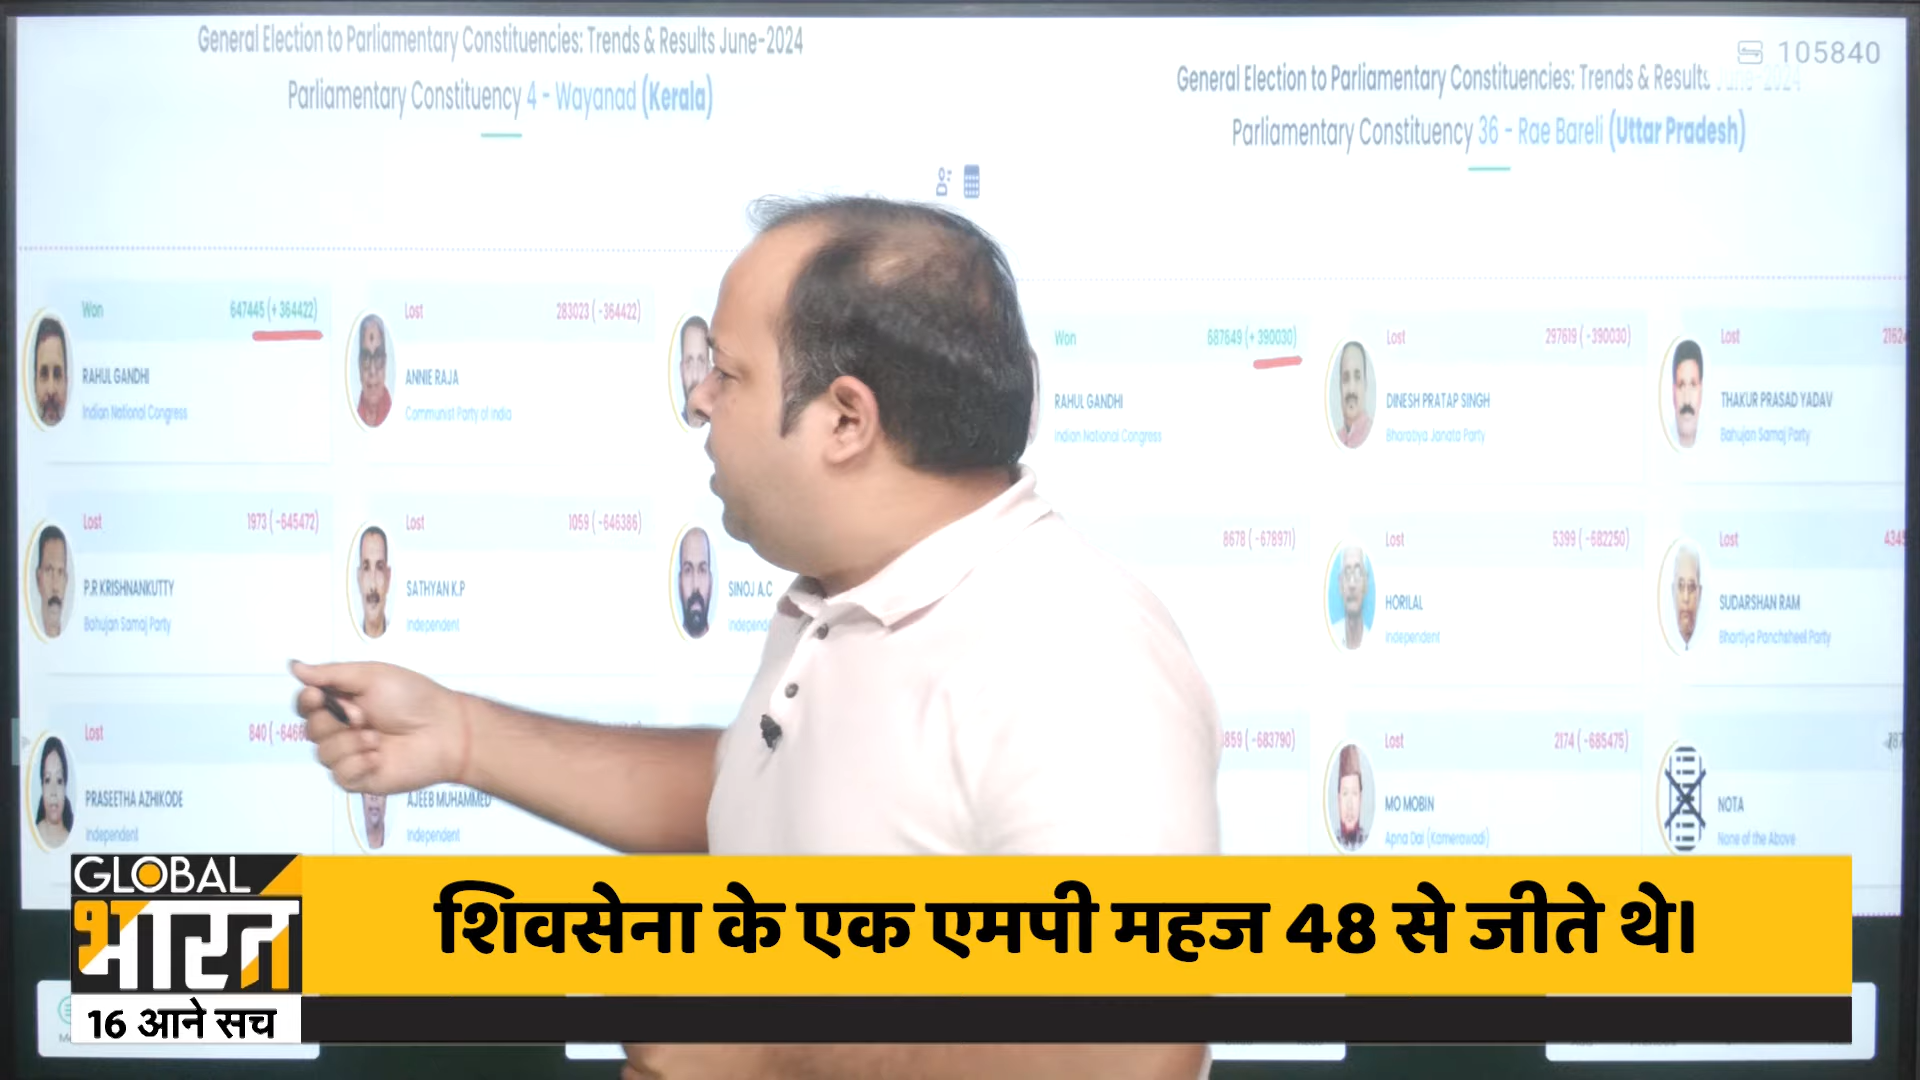 General Election to Parliamentary Constituencies: Trends & Results June-2024
Parliamentary Constituency 4 - Wayanad (Kerala)
105840
General Election to Parliamentary Constituencies: Trends & Results June-2024
Parliamentary Constituency 36 - Rae Bareli (Uttar Pradesh)
Won 647445 (+ 364422)
RAHUL GANDHI
Indian National Congress
Lost 283023 ( -364422)
ANNIE RAJA
Communist Party of India
Won 687649 (+ 390030)
RAHUL GANDHI
Indian National Congress
Lost 297619 ( -390030)
DINESH PRATAP SINGH
Bharatiya Janata Party
Lost
THAKUR PRASAD YADAV
Bahujan Samaj Party
Lost 1973 ( -645472)
P.R KRISHNANKUTTY
Bahujan Samaj Party
Lost 1059 ( -646386)
SATHYAN K.P
Independent
SINOJ A.C
8678 ( -678971)
Lost 5399 ( -682250)
HORILAL
Independent
Lost
SUDARSHAN RAM
Bhartiya Panchsheel Party
Lost 840 (
PRASEETHA AZHIKODE
Independent
AJEEB MUHAMMED
Independent
( -683790)
Lost 2174 ( -685475)
MO MOBIN
Apna Dal (Kamerawadi)
NOTA
None of the Above
GLOBAL
भारत
16 आने सच
शिवसेना के एक एमपी महज 48 से जीते थे।